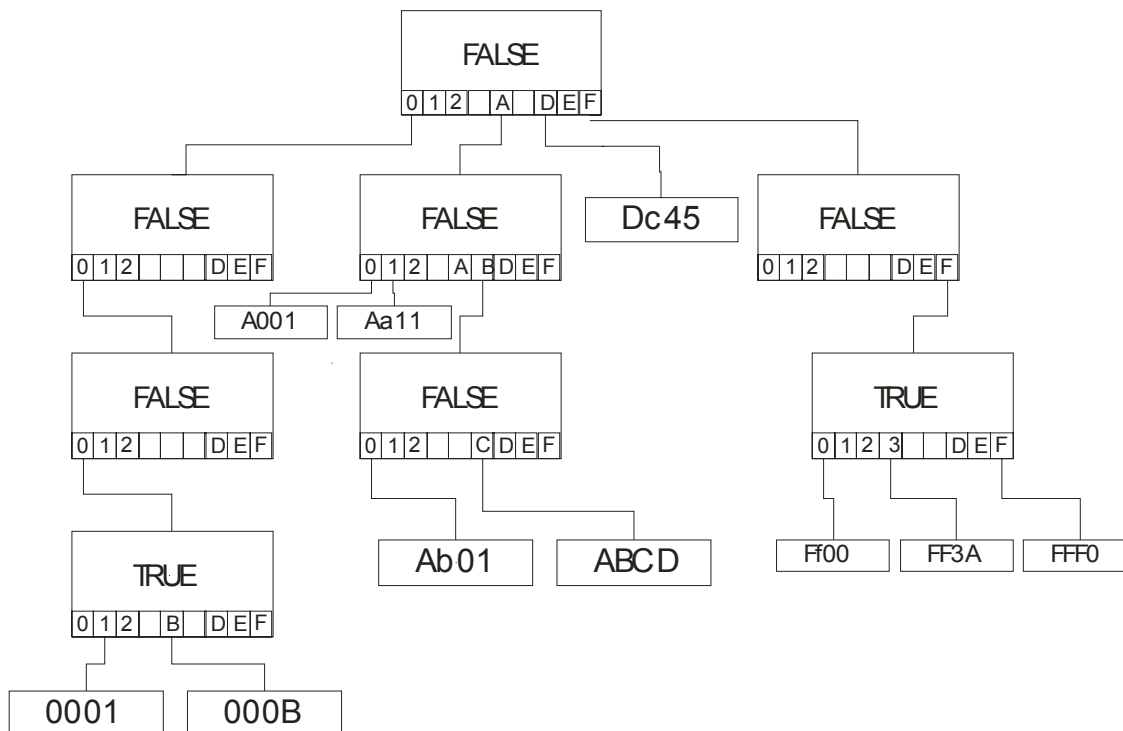 FALSE
0 1 2 A D E F
FALSE
0 1 2 D E F
FALSE
0 1 2 A B D E F
Dc45
FALSE
0 1 2 D E F
A001
Aa11
FALSE
0 1 2 D E F
FALSE
0 1 2 C D E F
TRUE
0 1 2 3 D E F
TRUE
0 1 2 B D E F
Ab01
ABCD
Ff00
FF3A
FFF0
0001
000B